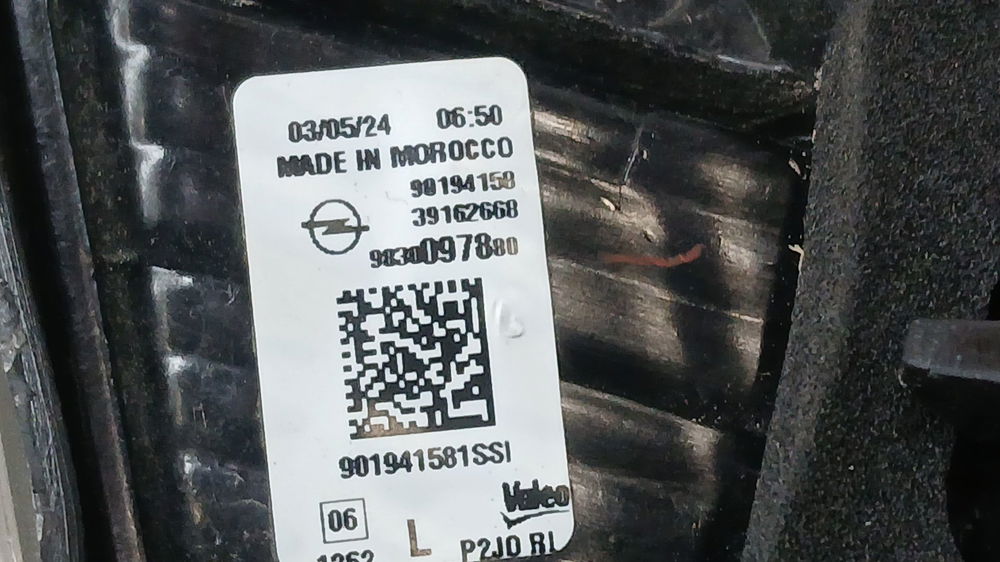 03/05/24 06:50
MADE IN MOROCCO
90194158
39162668
9830097880
901941581SSI
06
Valeo
L P2JO RL